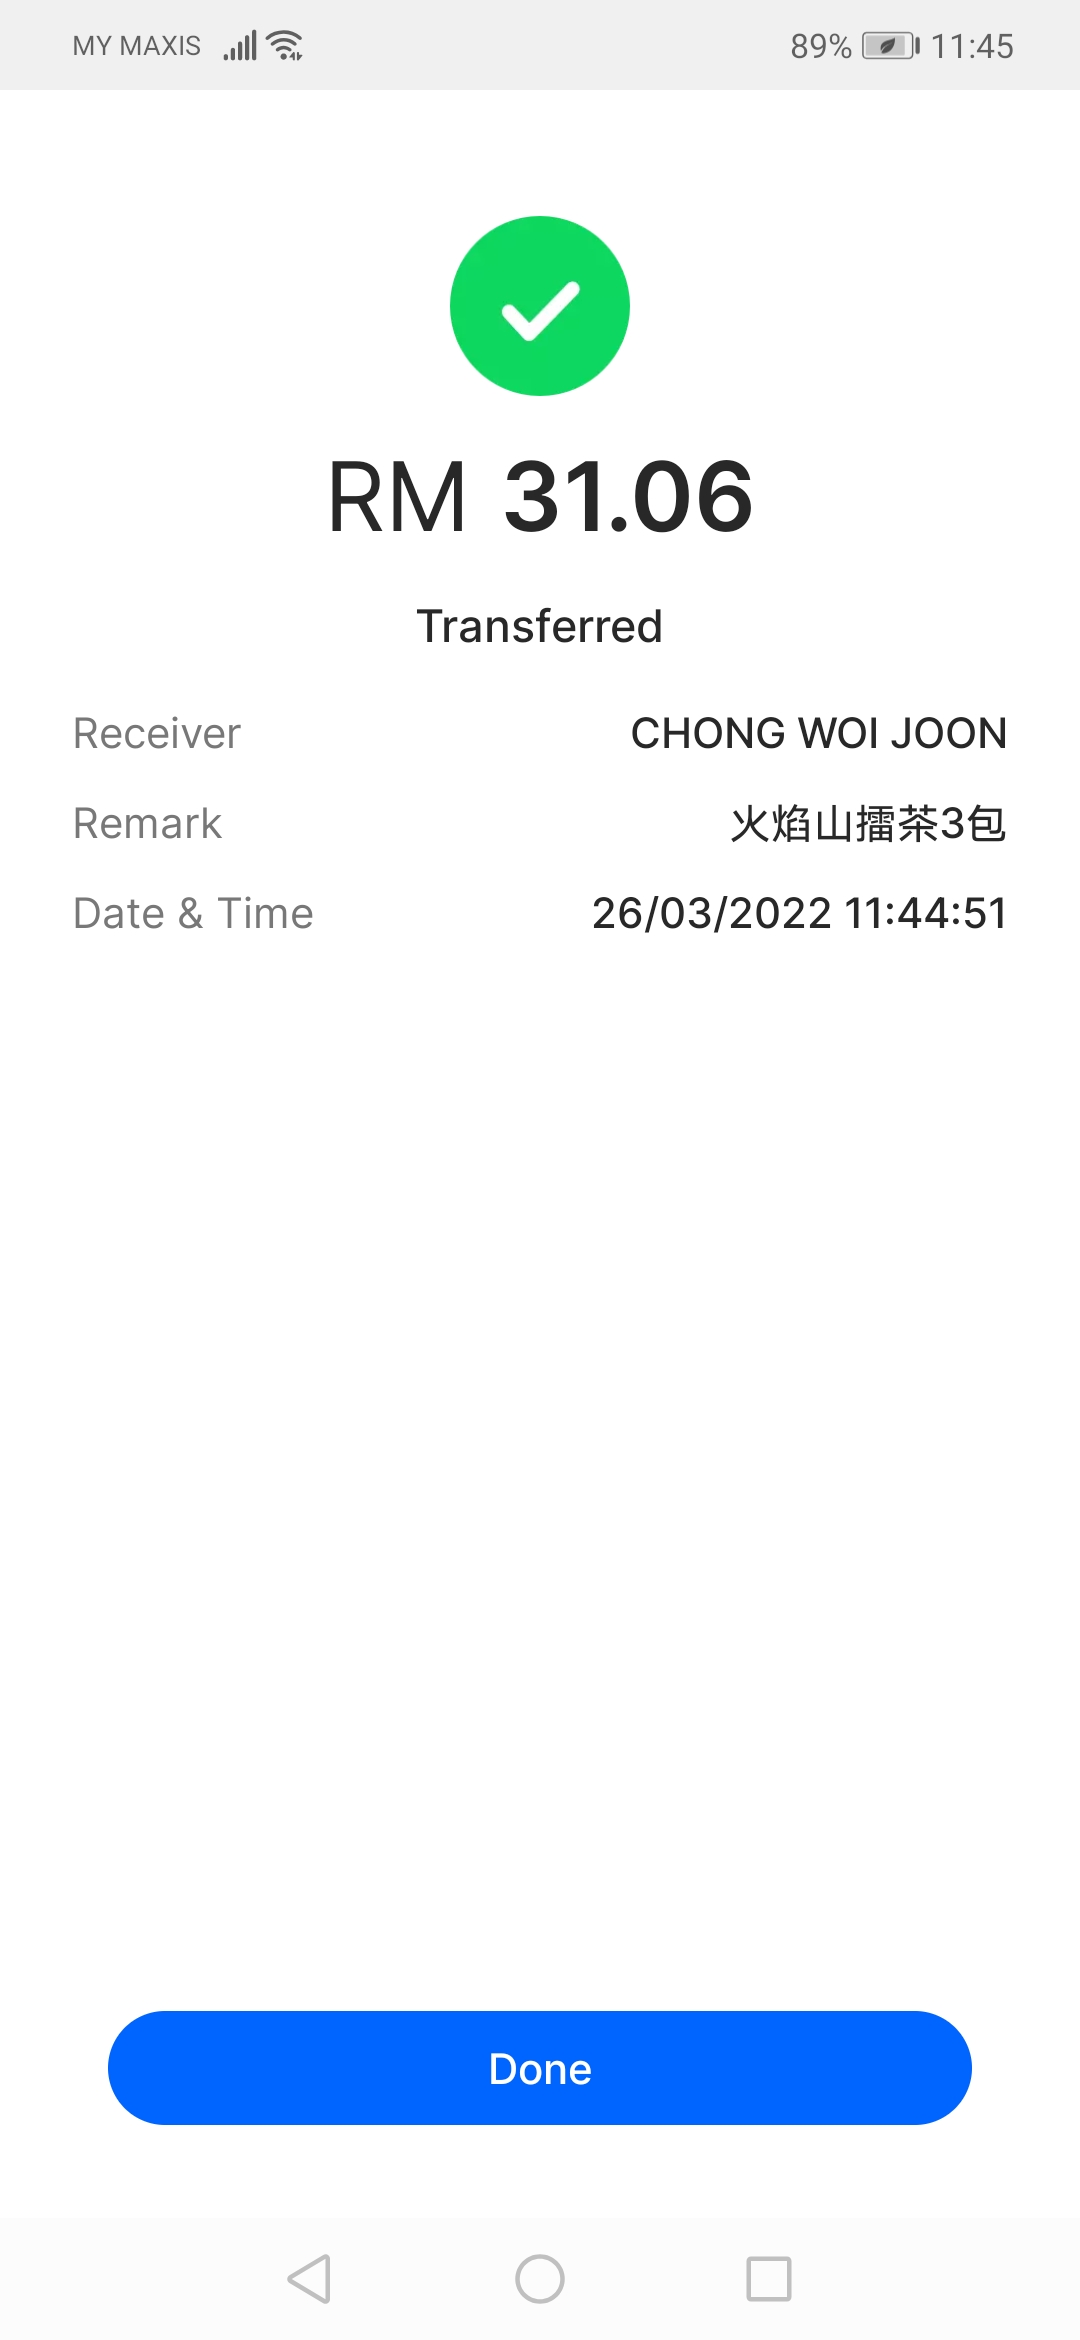 MY MAXIS 89% 11:45
RM 31.06
Transferred
Receiver CHONG WOI JOON
Remark 火焰山擂茶3包
Date & Time 26/03/2022 11:44:51
Done